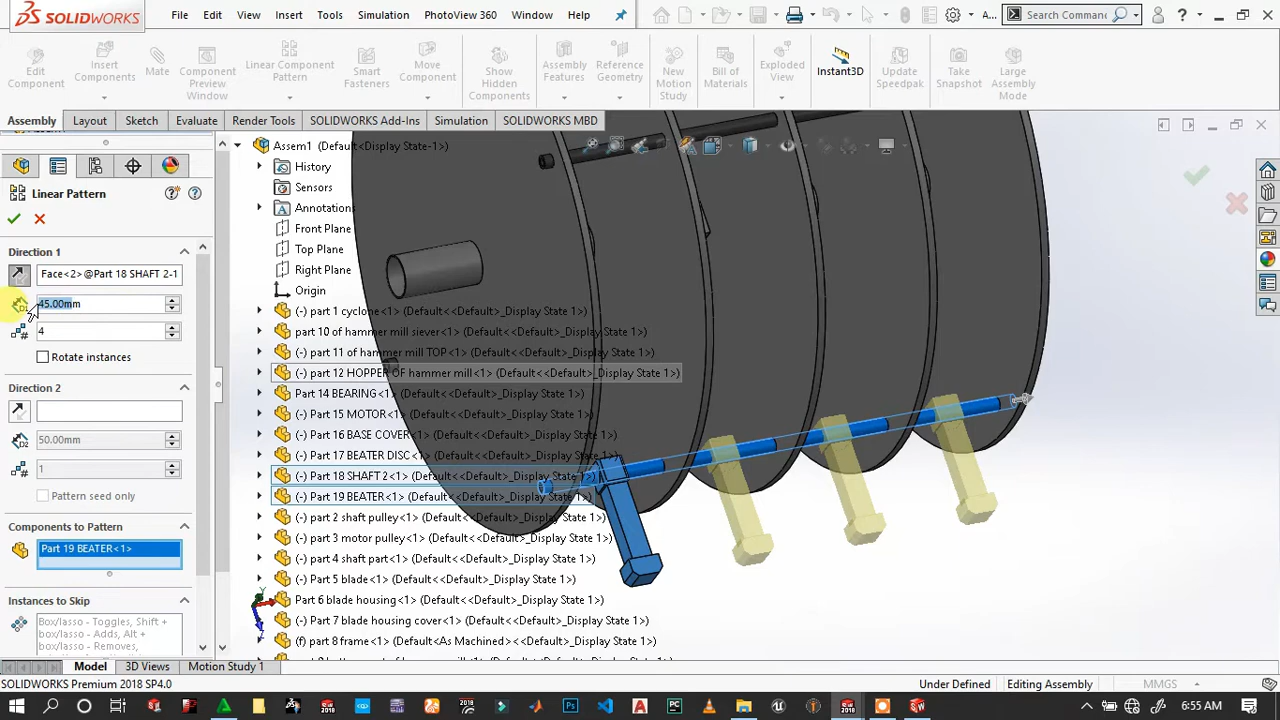 SOLIDWORKS File Edit View Insert Tools Simulation PhotoView 360 Window Help A... Search Commands
Edit Component
Insert Components
Mate
Component Preview Window
Linear Component Pattern
Smart Fasteners
Move Component
Show Hidden Components
Assembly Features
Reference Geometry
New Motion Study
Bill of Materials
Exploded View
Instant3D
Update Speedpak
Take Snapshot
Large Assembly Mode
Assembly Layout Sketch Evaluate Render Tools SOLIDWORKS Add-Ins Simulation SOLIDWORKS MBD
Linear Pattern
Direction 1
Face<2>@Part 18 SHAFT 2-1
45.00mm
4
Rotate instances
Direction 2
50.00mm
1
Pattern seed only
Components to Pattern
Part 19 BEATER<1>
Instances to Skip
Box/lasso - Toggles, Shift +
box/lasso - Adds, Alt +
box/lasso - Removes,
Assem1 (Default<Display State-1>)
History
Sensors
Annotations
Front Plane
Top Plane
Right Plane
Origin
(-) part 1 cyclone<1> (Default<<Default>_Display State 1>)
part 10 of hammer mill siever<1> (Default<<Default>_Display State 1>)
(-) part 11 of hammer mill TOP<1> (Default<<Default>_Display State 1>)
(-) part 12 HOPPER OF hammer mill<1> (Default<<Default>_Display State 1>)
Part 14 BEARING<1> (Default<<Default>_Display State 1>)
(-) Part 15 MOTOR<1> (Default<<Default>_Display State 1>)
(-) Part 16 BASE COVER<1> (Default<<Default>_Display State 1>)
(-) Part 17 BEATER DISC<1> (Default<<Default>_Display State 1>)
(-) Part 18 SHAFT 2<1> (Default<<Default>_Display State 1>)
(-) Part 19 BEATER<1> (Default<<Default>_Display State 1>)
(-) part 2 shaft pulley<1> (Default<<Default>_Display State 1>)
(-) part 3 motor pulley<1> (Default<<Default>_Display State 1>)
(-) part 4 shaft part<1> (Default<<Default>_Display State 1>)
(-) Part 5 blade<1> (Default<<Default>_Display State 1>)
Part 6 blade housing<1> (Default<<Default>_Display State 1>)
(-) Part 7 blade housing cover<1> (Default<<Default>_Display State 1>)
(f) part 8 frame<1> (Default<As Machined><<Default>_Display State 1>)
Model 3D Views Motion Study 1
SOLIDWORKS Premium 2018 SP4.0 Under Defined Editing Assembly MMGS
6:55 AM